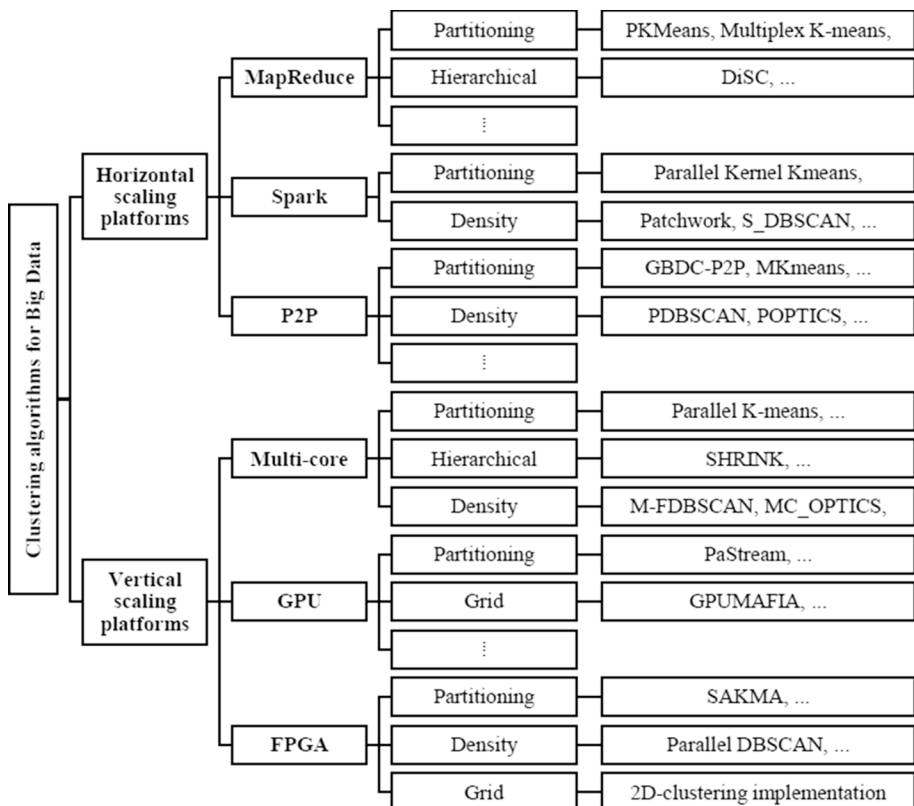 Clustering algorithms for Big Data
Horizontal
scaling
platforms
MapReduce
Partitioning
PKMeans, Multiplex K-means,
Hierarchical
DiSC, ...
⋮
Spark
Partitioning
Parallel Kernel Kmeans,
Density
Patchwork, S_DBSCAN, ...
P2P
Partitioning
GBDC-P2P, MKmeans, ...
Density
PDBSCAN, POPTICS, ...
⋮
Vertical
scaling
platforms
Multi-core
Partitioning
Parallel K-means, ...
Hierarchical
SHRINK, ...
Density
M-FDBSCAN, MC_OPTICS,
GPU
Partitioning
PaStream, ...
Grid
GPUMAFIA, ...
⋮
FPGA
Partitioning
SAKMA, ...
Density
Parallel DBSCAN, ...
Grid
2D-clustering implementation